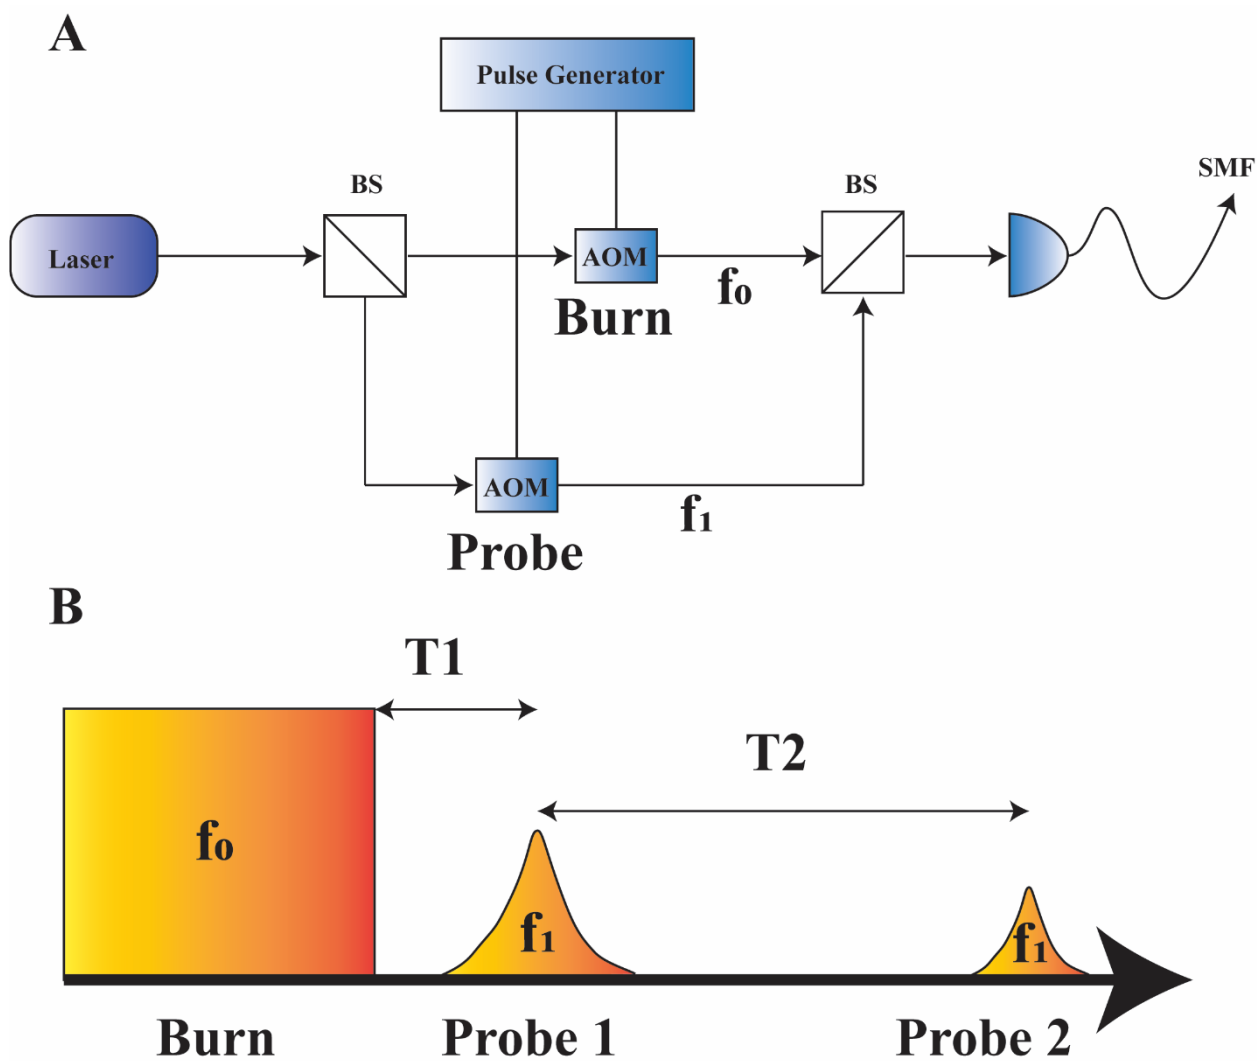 A
Pulse Generator
BS
BS
SMF
Laser
AOM
f0
Burn
AOM
f1
Probe
B
T1
T2
f0
f1
f1
Burn
Probe 1
Probe 2